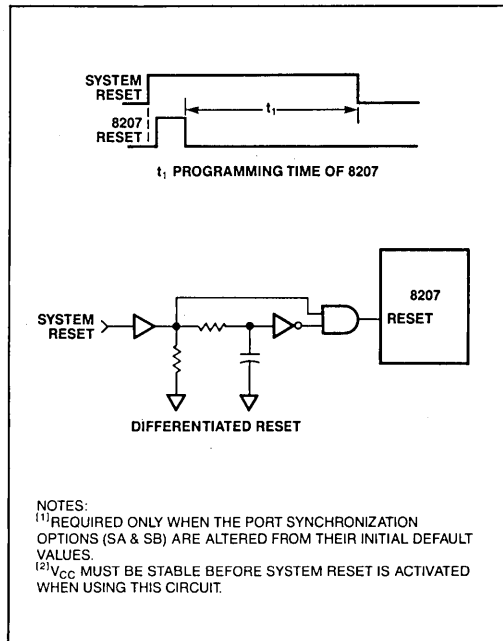 SYSTEM
RESET
8207
RESET
t₁
t₁ PROGRAMMING TIME OF 8207
SYSTEM
RESET
8207
RESET
DIFFERENTIATED RESET
NOTES:
[1]REQUIRED ONLY WHEN THE PORT SYNCHRONIZATION
OPTIONS (SA & SB) ARE ALTERED FROM THEIR INITIAL DEFAULT
VALUES.
[2]VCC MUST BE STABLE BEFORE SYSTEM RESET IS ACTIVATED
WHEN USING THIS CIRCUIT.